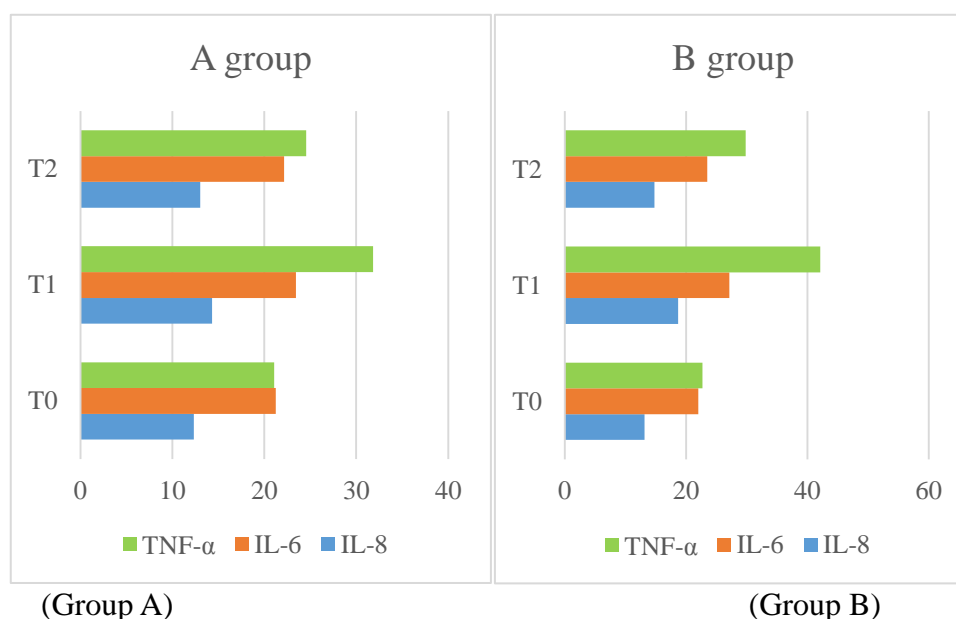 A group
T2
T1
T0
0 10 20 30 40
TNF-α IL-6 IL-8
B group
T2
T1
T0
0 20 40 60
TNF-α IL-6 IL-8
(Group A) (Group B)